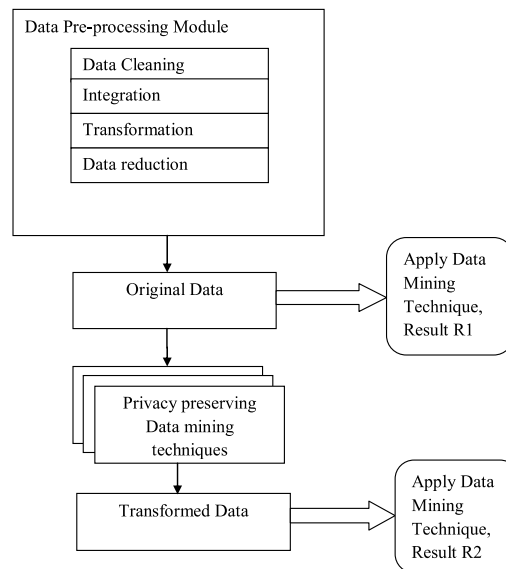 Data Pre-processing Module
Data Cleaning
Integration
Transformation
Data reduction
Original Data
Apply Data
Mining
Technique,
Result R1
Privacy preserving
Data mining
techniques
Transformed Data
Apply Data
Mining
Technique,
Result R2